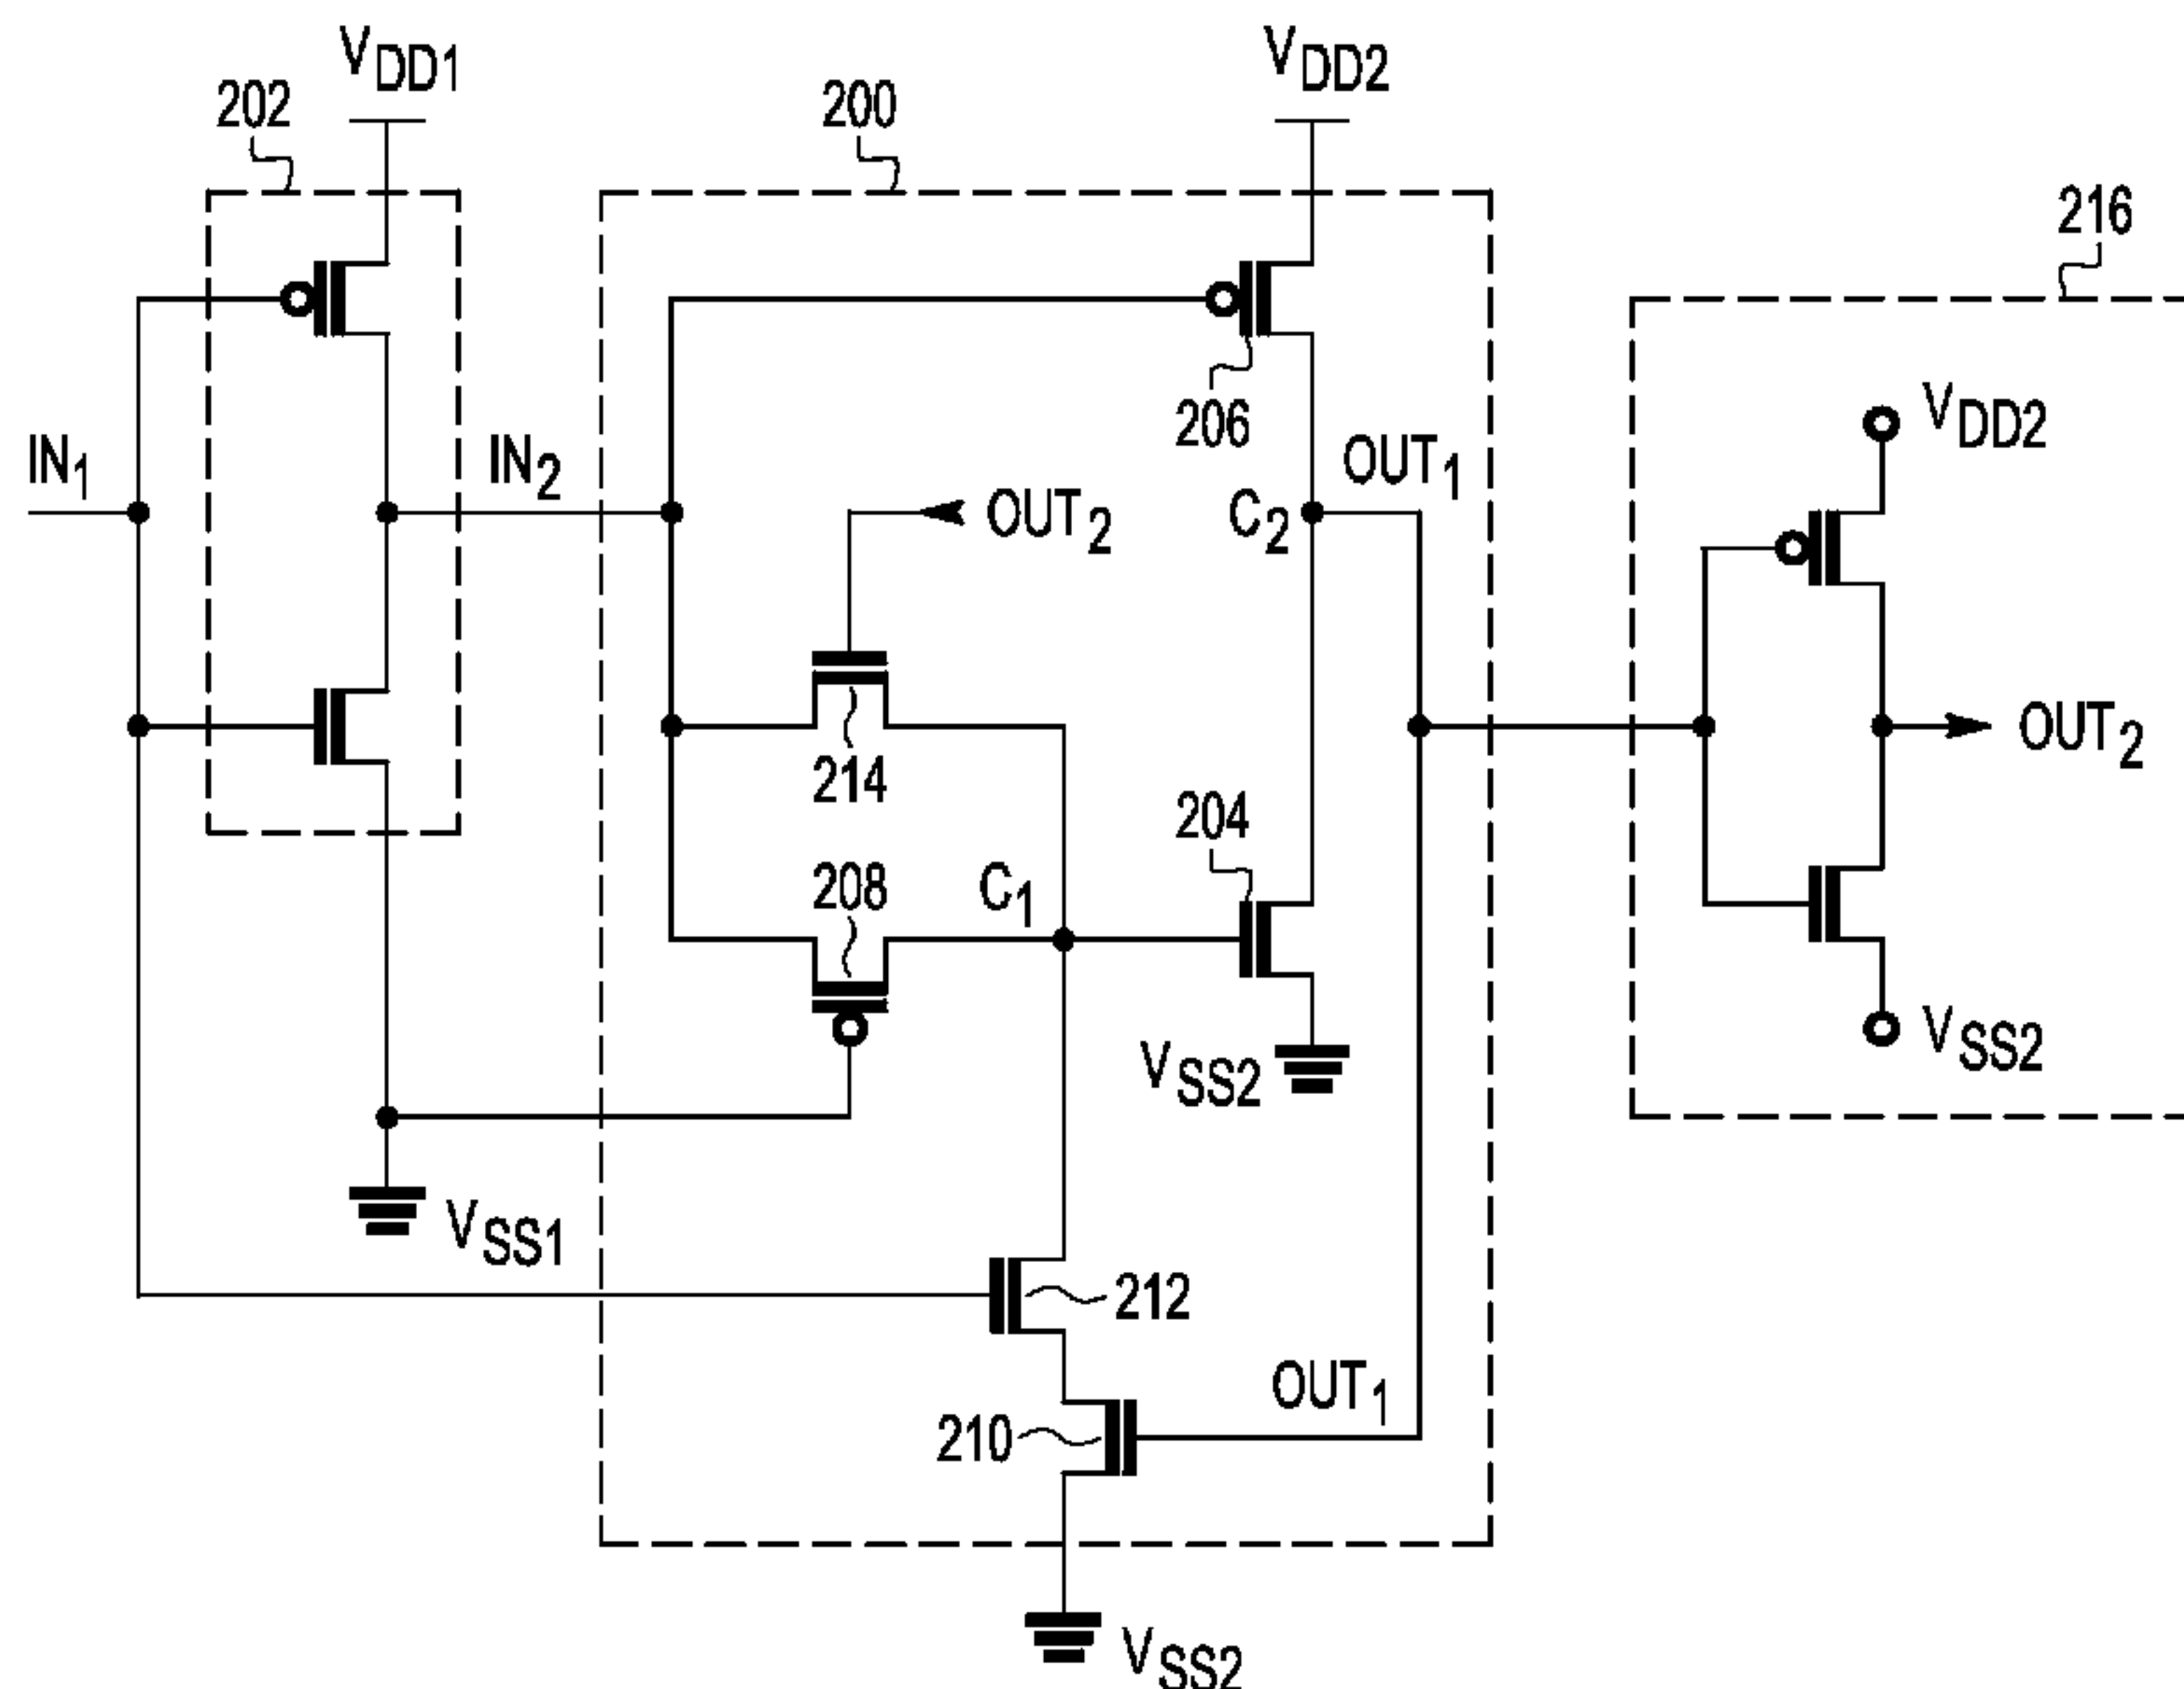 VDD1
VDD2
202
200
216
206
VDD2
IN1
IN2
OUT2
C2
OUT1
OUT2
214
204
208
C1
VSS2
VSS2
VSS1
212
OUT1
210
VSS2